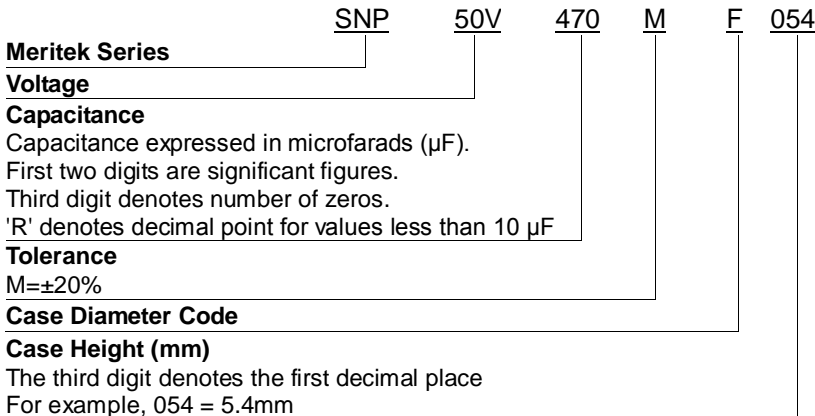 SNP 50V 470 M F 054
Meritek Series
Voltage
Capacitance
Capacitance expressed in microfarads (µF).
First two digits are significant figures.
Third digit denotes number of zeros.
'R' denotes decimal point for values less than 10 µF
Tolerance
M=±20%
Case Diameter Code
Case Height (mm)
The third digit denotes the first decimal place
For example, 054 = 5.4mm